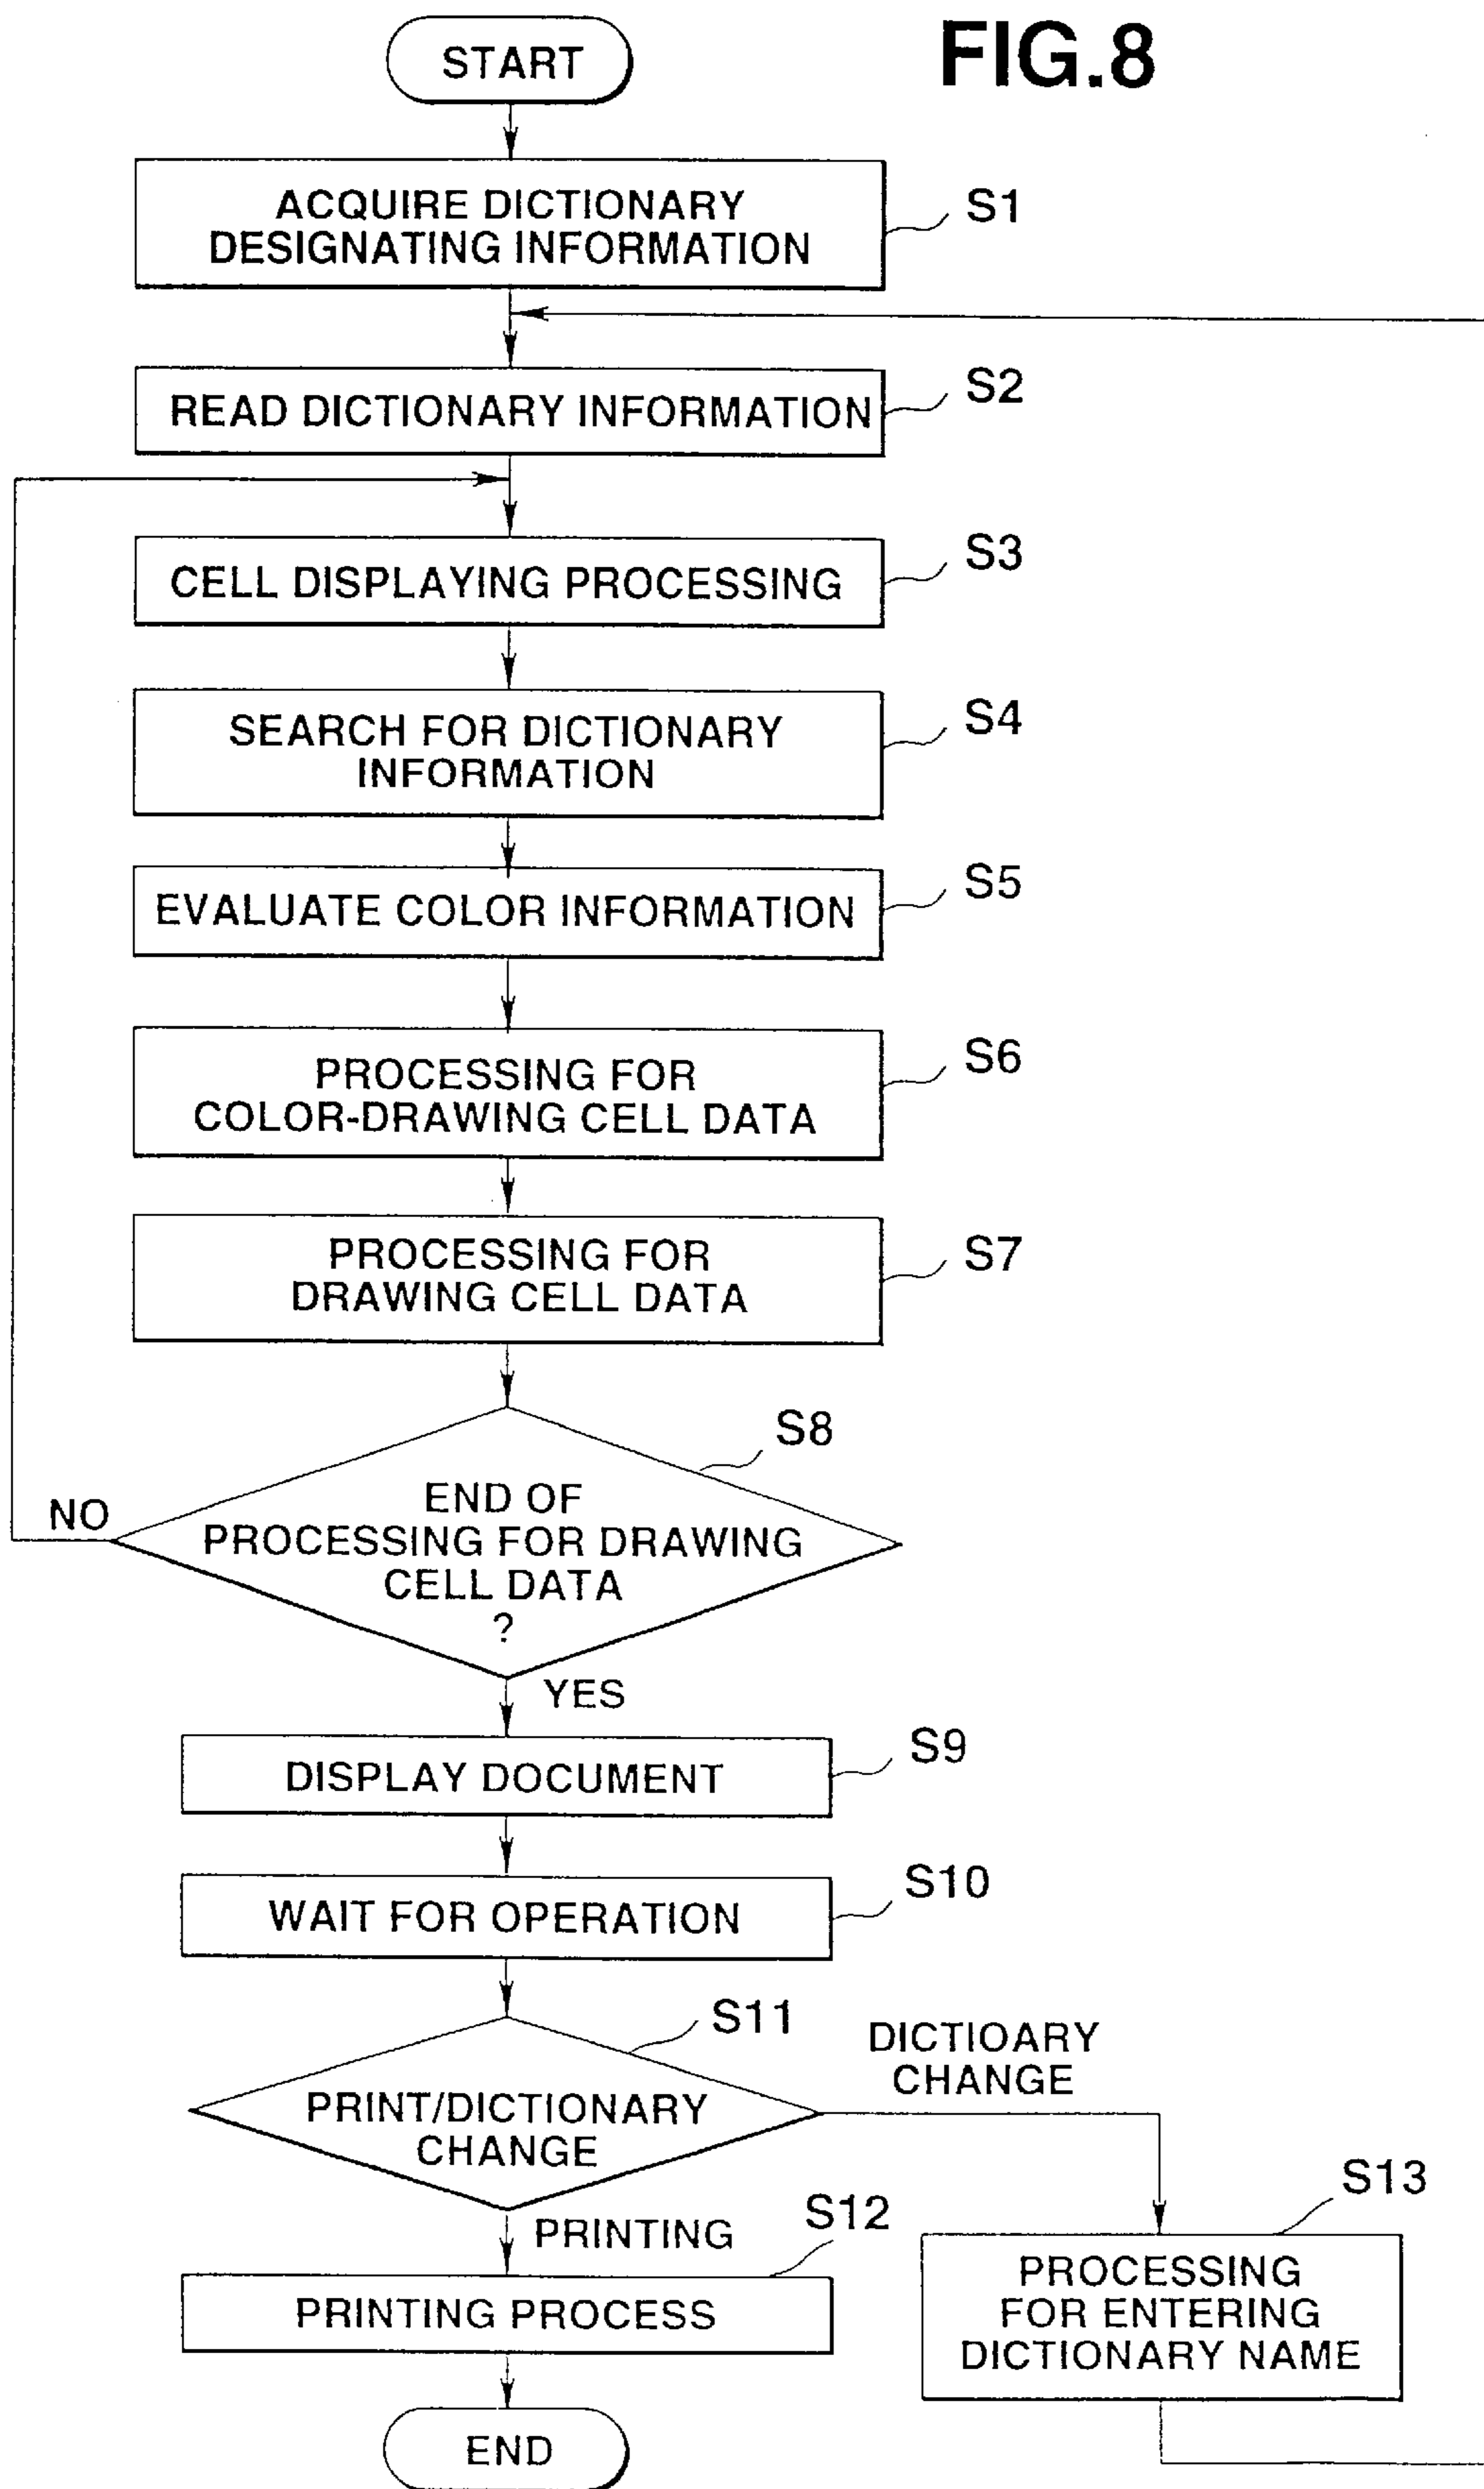 FIG.8
START
ACQUIRE DICTIONARY
DESIGNATING INFORMATION
S1
READ DICTIONARY INFORMATION
S2
CELL DISPLAYING PROCESSING
S3
SEARCH FOR DICTIONARY
INFORMATION
S4
EVALUATE COLOR INFORMATION
S5
PROCESSING FOR
COLOR-DRAWING CELL DATA
S6
PROCESSING FOR
DRAWING CELL DATA
S7
S8
END OF
PROCESSING FOR DRAWING
CELL DATA
?
NO
YES
DISPLAY DOCUMENT
S9
WAIT FOR OPERATION
S10
S11
PRINT/DICTIONARY
CHANGE
DICTIOARY
CHANGE
PRINTING
S12
PRINTING PROCESS
S13
PROCESSING
FOR ENTERING
DICTIONARY NAME
END